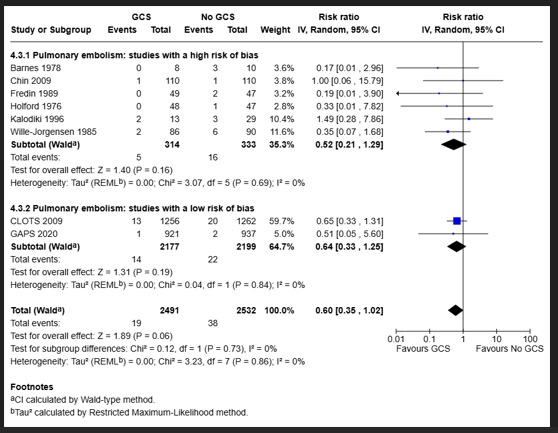 GCS No GCS Risk ratio Risk ratio
Study or Subgroup Events Total Events Total Weight IV, Random, 95% CI IV, Random, 95% CI
4.3.1 Pulmonary embolism: studies with a high risk of bias
Barnes 1978 0 8 3 10 3.6% 0.17 [0.01 , 2.96]
Chin 2009 1 110 1 110 3.8% 1.00 [0.06 , 15.79]
Fredin 1989 0 49 2 47 3.2% 0.19 [0.01 , 3.90]
Holford 1976 0 48 1 47 2.8% 0.33 [0.01 , 7.82]
Kalodiki 1996 2 13 3 29 10.4% 1.49 [0.28 , 7.86]
Wille-Jorgensen 1985 2 86 6 90 11.6% 0.35 [0.07 , 1.68]
Subtotal (Waldᵃ) 314 333 35.3% 0.52 [0.21 , 1.29]
Total events: 5 16
Test for overall effect: Z = 1.40 (P = 0.16)
Heterogeneity: Tau² (REMLᵇ) = 0.00; Chi² = 3.07, df = 5 (P = 0.69); I² = 0%
4.3.2 Pulmonary embolism: studies with a low risk of bias
CLOTS 2009 13 1256 20 1262 59.7% 0.65 [0.33 , 1.31]
GAPS 2020 1 921 2 937 5.0% 0.51 [0.05 , 5.60]
Subtotal (Waldᵃ) 2177 2199 64.7% 0.64 [0.33 , 1.25]
Total events: 14 22
Test for overall effect: Z = 1.31 (P = 0.19)
Heterogeneity: Tau² (REMLᵇ) = 0.00; Chi² = 0.04, df = 1 (P = 0.84); I² = 0%
Total (Waldᵃ) 2491 2532 100.0% 0.60 [0.35 , 1.02]
Total events: 19 38
Test for overall effect: Z = 1.89 (P = 0.06)
Test for subgroup differences: Chi² = 0.12, df = 1 (P = 0.73), I² = 0%
Heterogeneity: Tau² (REMLᵇ) = 0.00; Chi² = 3.23, df = 7 (P = 0.86); I² = 0%
0.01 0.1 1 10 100
Favours GCS Favours No GCS
Footnotes
ᵃCI calculated by Wald-type method.
ᵇTau² calculated by Restricted Maximum-Likelihood method.